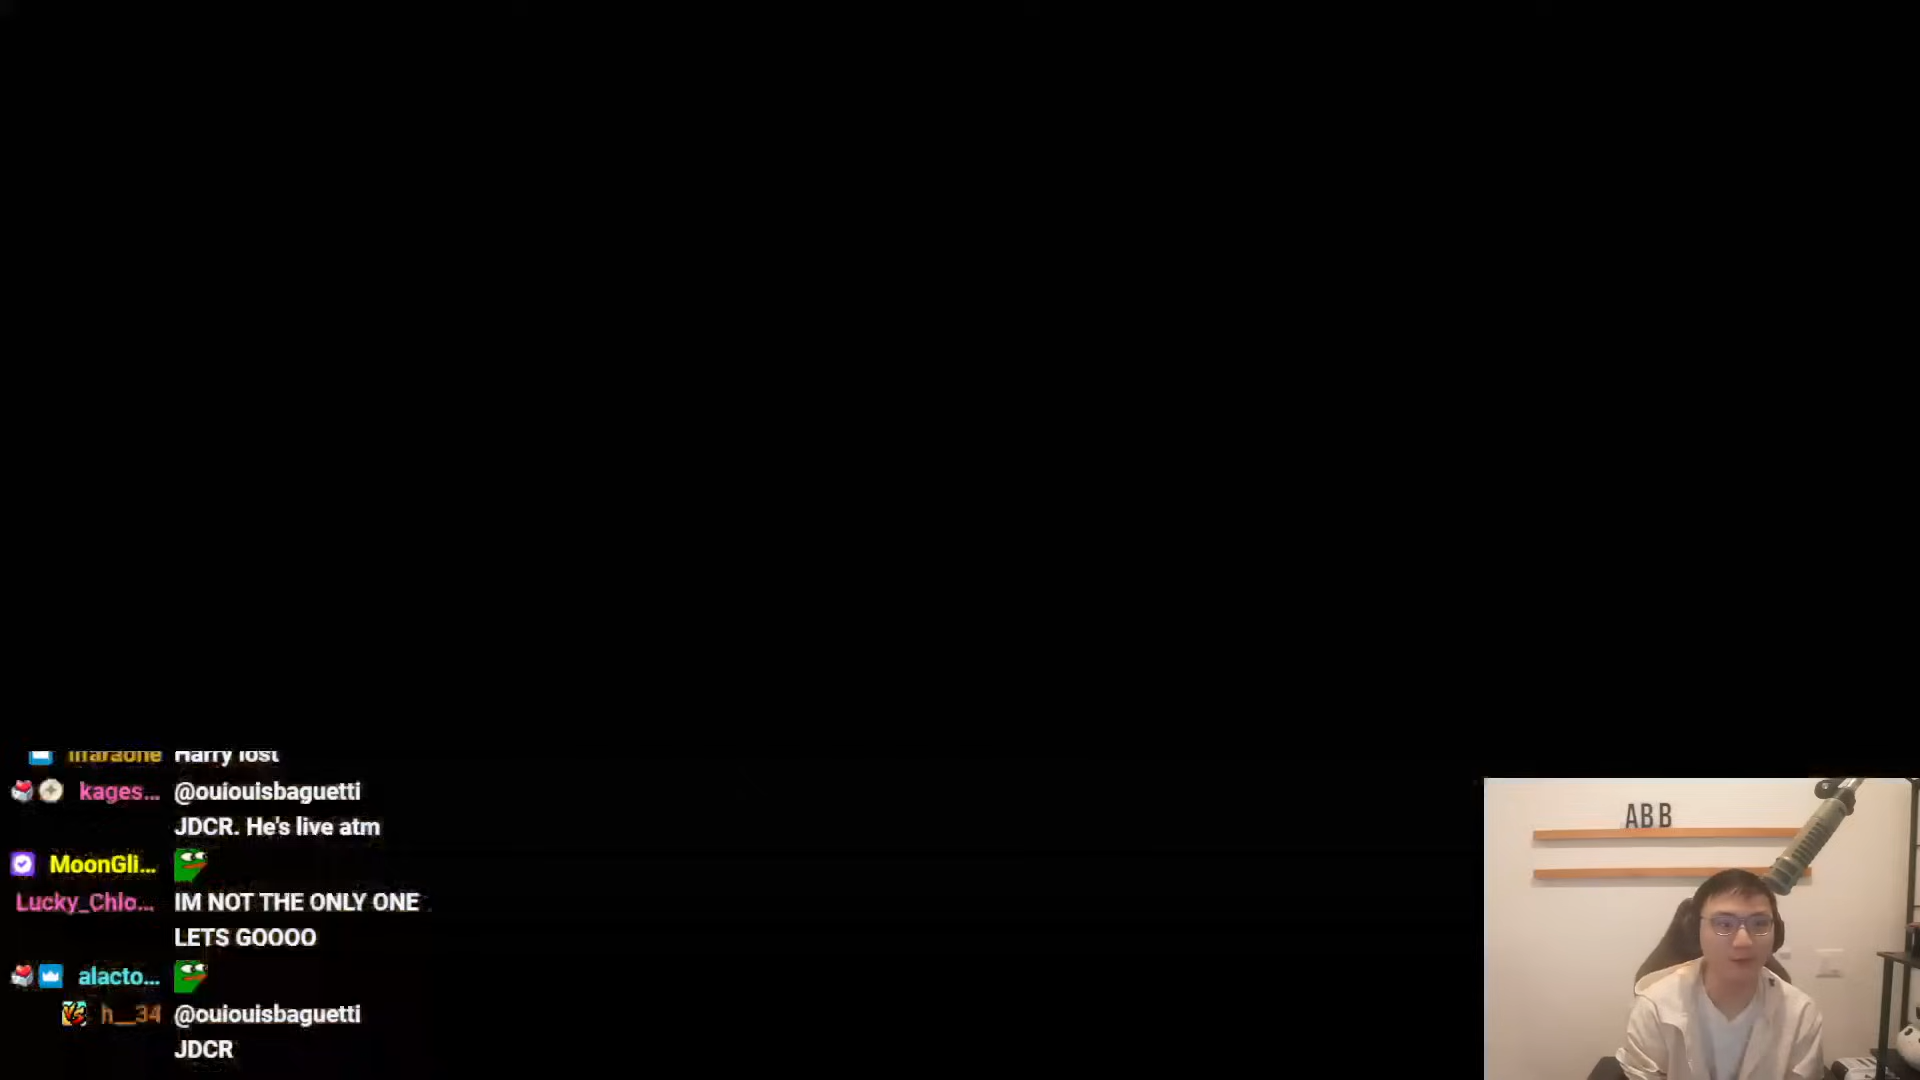 Harry lost
kages... @ouiouisbaguetti
JDCR. He's live atm
MoonGli...
Lucky_Chlo... IM NOT THE ONLY ONE
LETS GOOOO
alacto...
h__34 @ouiouisbaguetti
JDCR
ABB